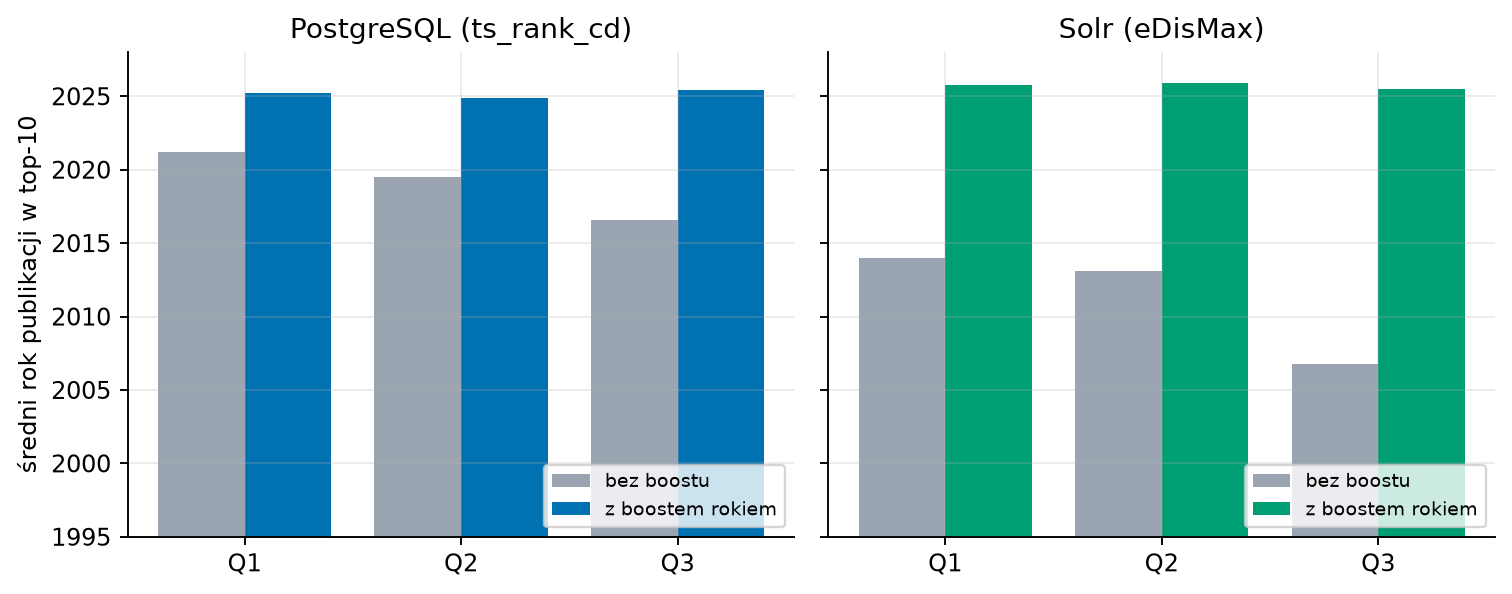 PostgreSQL (ts_rank_cd)
średni rok publikacji w top-10
2025
2020
2015
2010
2005
2000
1995
Q1
Q2
Q3
bez boostu
z boostem rokiem
Solr (eDisMax)
Q1
Q2
Q3
bez boostu
z boostem rokiem